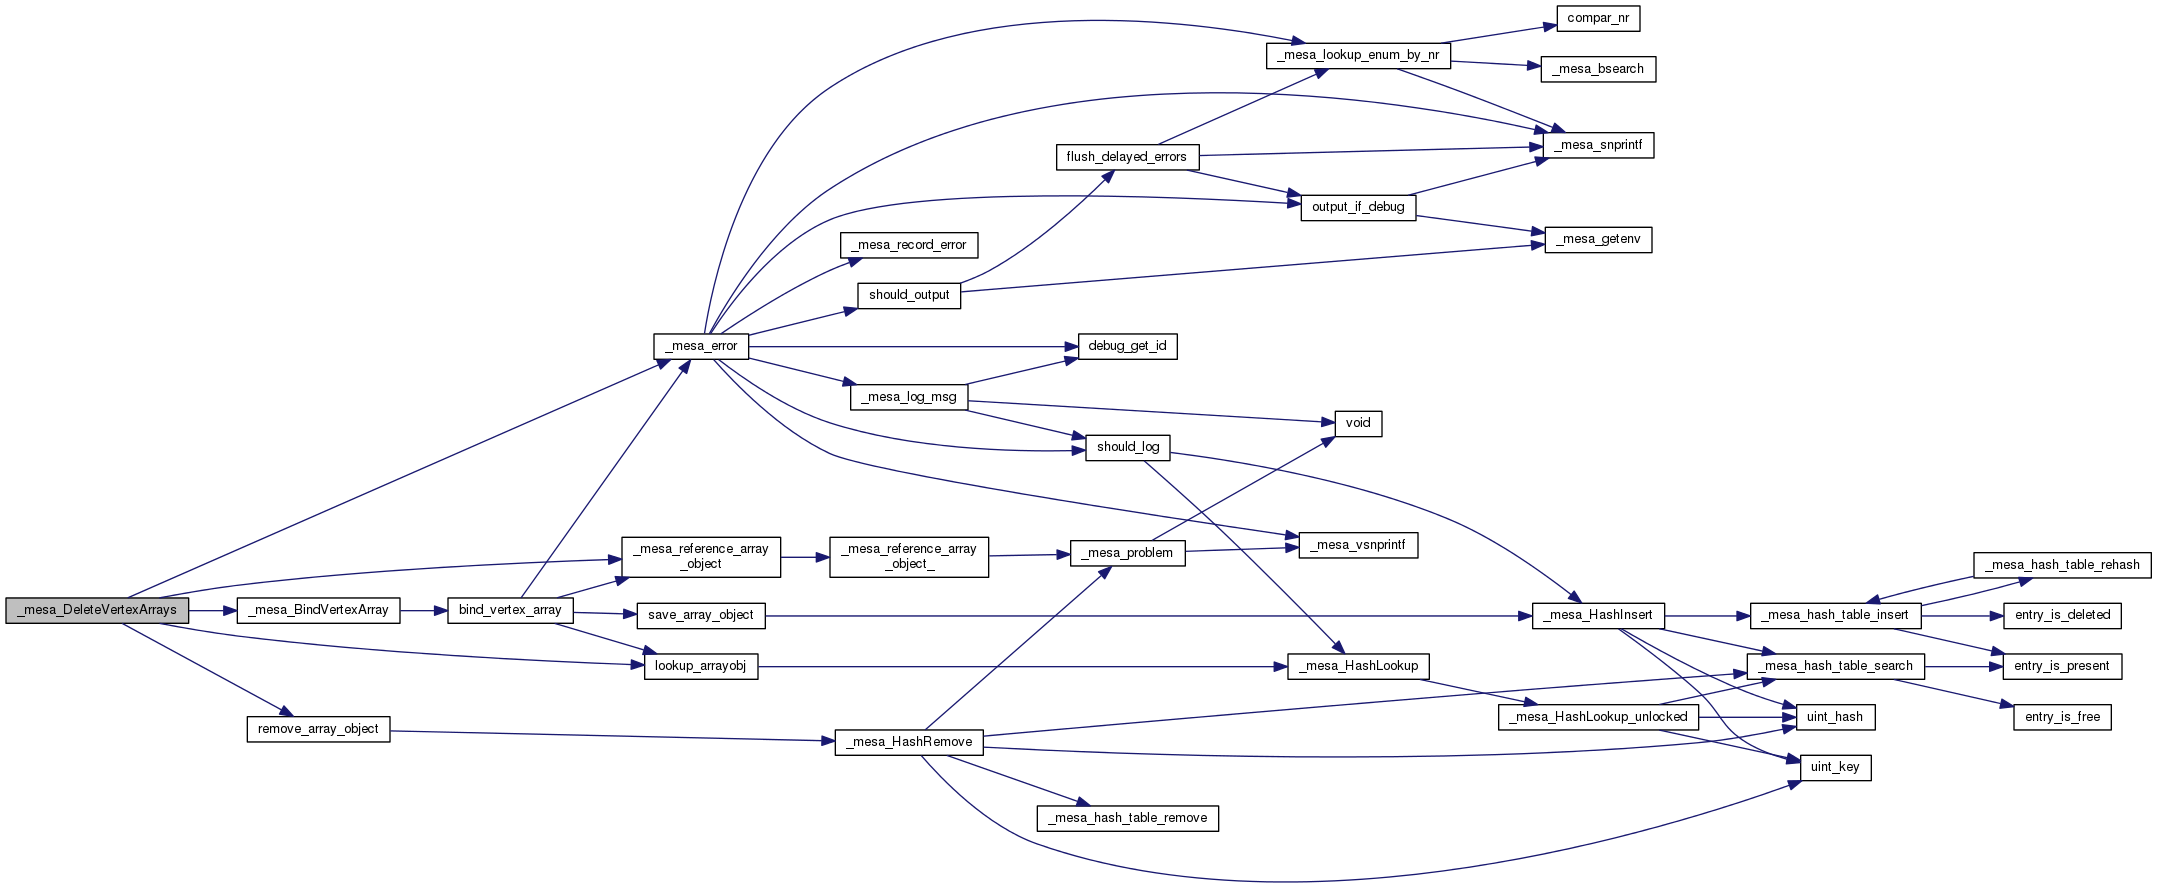 compar_nr
_mesa_lookup_enum_by_nr
_mesa_bsearch
_mesa_snprintf
flush_delayed_errors
output_if_debug
_mesa_record_error
_mesa_getenv
should_output
_mesa_error
debug_get_id
_mesa_log_msg
void
should_log
_mesa_vsnprintf
_mesa_reference_array
_object
_mesa_reference_array
_object_
_mesa_problem
_mesa_hash_table_rehash
_mesa_DeleteVertexArrays
_mesa_BindVertexArray
bind_vertex_array
save_array_object
_mesa_HashInsert
_mesa_hash_table_insert
entry_is_deleted
lookup_arrayobj
_mesa_HashLookup
_mesa_hash_table_search
entry_is_present
remove_array_object
_mesa_HashRemove
_mesa_HashLookup_unlocked
uint_hash
entry_is_free
uint_key
_mesa_hash_table_remove